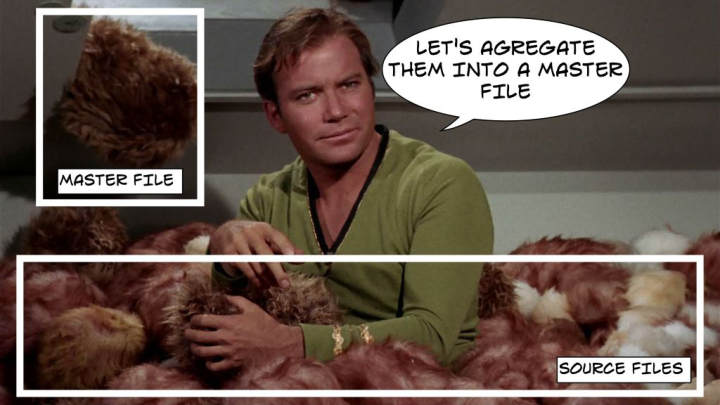 LET'S AGREGATE
THEM INTO A MASTER
FILE
MASTER FILE
SOURCE FILES